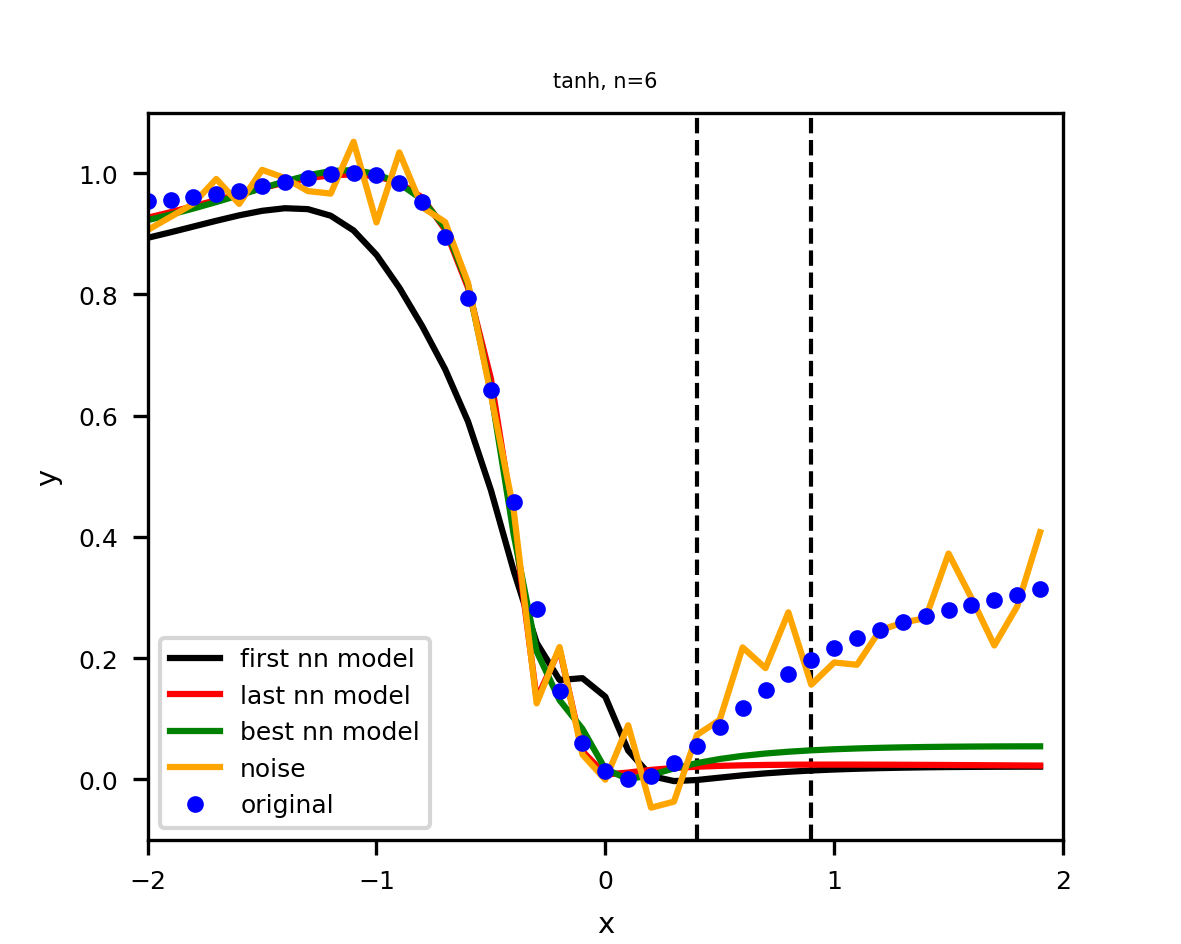 tanh, n=6
1.0
0.8
0.6
0.4
0.2
0.0
y
first nn model
last nn model
best nn model
noise
original
−2
−1
0
1
2
x